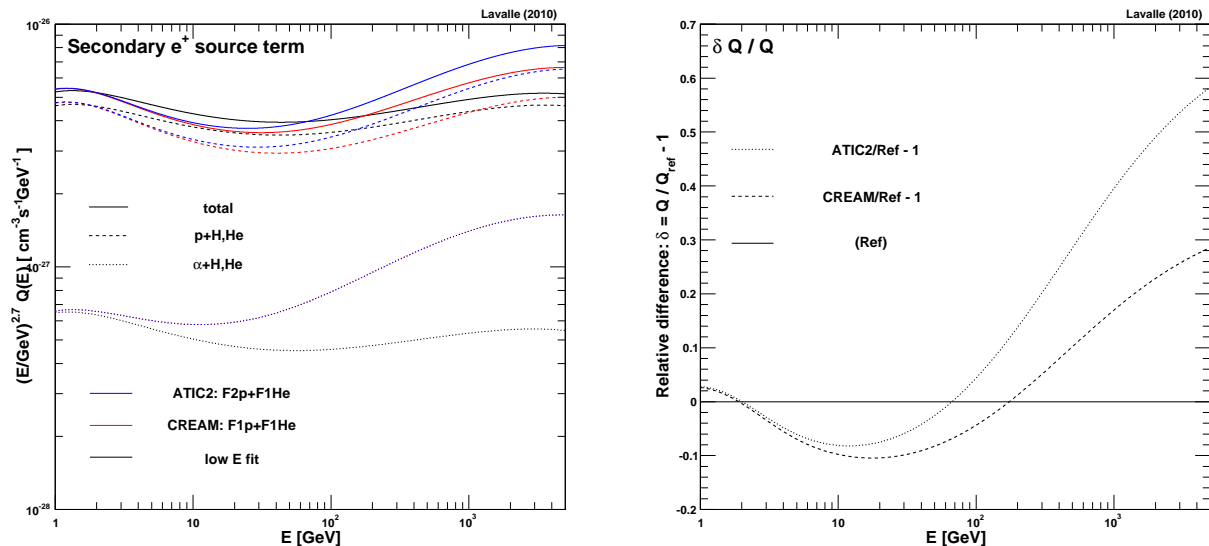 Lavalle (2010)
Secondary e⁺ source term
10⁻²⁶
10⁻²⁷
10⁻²⁸
(E/GeV)²·⁷ Q(E) [ cm⁻³s⁻¹GeV⁻¹ ]
total
p+H,He
α+H,He
ATIC2: F2p+F1He
CREAM: F1p+F1He
low E fit
1 10 10² 10³
E [GeV]
Lavalle (2010)
δ Q / Q
0.7
0.6
0.5
0.4
0.3
0.2
0.1
0
-0.1
-0.2
Relative difference: δ = Q / Q_ref - 1
ATIC2/Ref - 1
CREAM/Ref - 1
(Ref)
1 10 10² 10³
E [GeV]